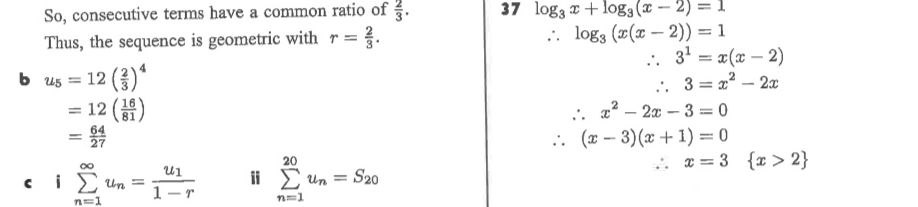 So, consecutive terms have a common ratio of 2/3.
Thus, the sequence is geometric with r = 2/3.
b u₅ = 12 (2/3)⁴
= 12 (16/81)
= 64/27
c i ∑_{n=1}^{∞} uₙ = u₁/(1 − r) ii ∑_{n=1}^{20} uₙ = S₂₀
37 log₃ x + log₃(x − 2) = 1
∴ log₃ (x(x − 2)) = 1
∴ 3¹ = x(x − 2)
∴ 3 = x² − 2x
∴ x² − 2x − 3 = 0
∴ (x − 3)(x + 1) = 0
∴ x = 3 {x > 2}